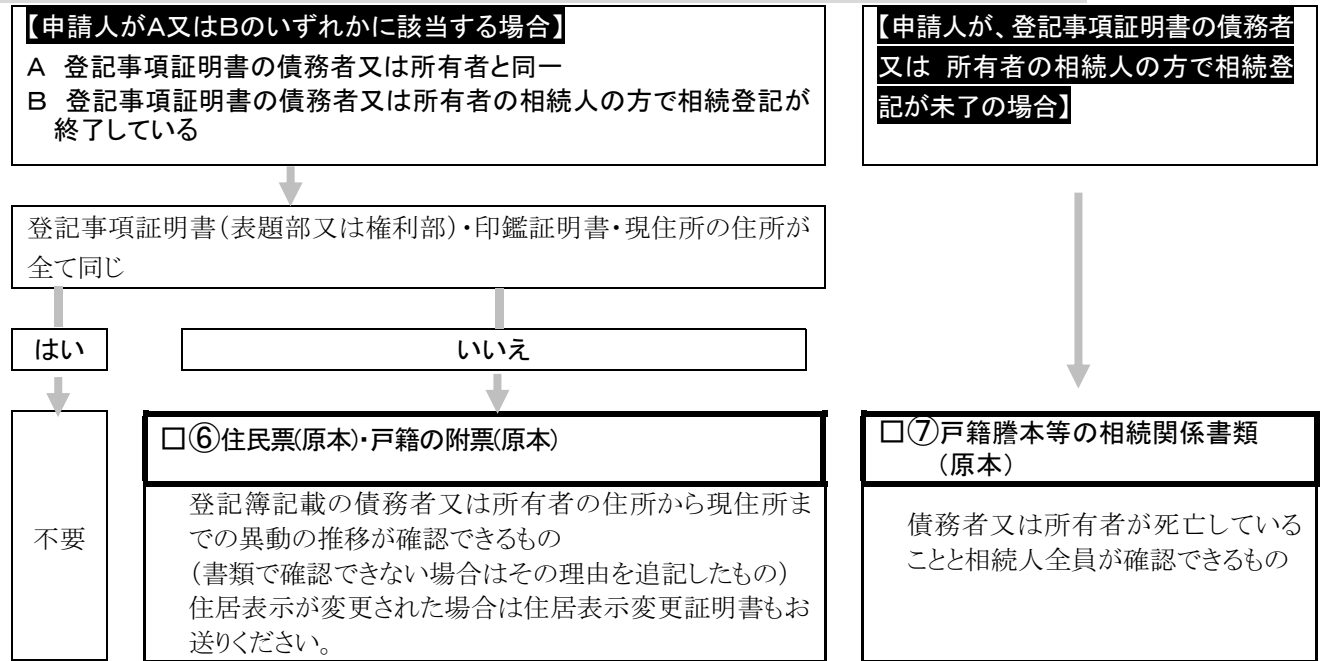 【申請人がA又はBのいずれかに該当する場合】
A 登記事項証明書の債務者又は所有者と同一
B 登記事項証明書の債務者又は所有者の相続人の方で相続登記が
終了している
【申請人が、登記事項証明書の債務者
又は 所有者の相続人の方で相続登
記が未了の場合】
登記事項証明書(表題部又は権利部)・印鑑証明書・現住所の住所が
全て同じ
はい
いいえ
不要
□⑥住民票(原本)・戸籍の附票(原本)
登記簿記載の債務者又は所有者の住所から現住所ま
での異動の推移が確認できるもの
(書類で確認できない場合はその理由を追記したもの)
住居表示が変更された場合は住居表示変更証明書もお
送りください。
□⑦戸籍謄本等の相続関係書類
(原本)
債務者又は所有者が死亡している
ことと相続人全員が確認できるもの